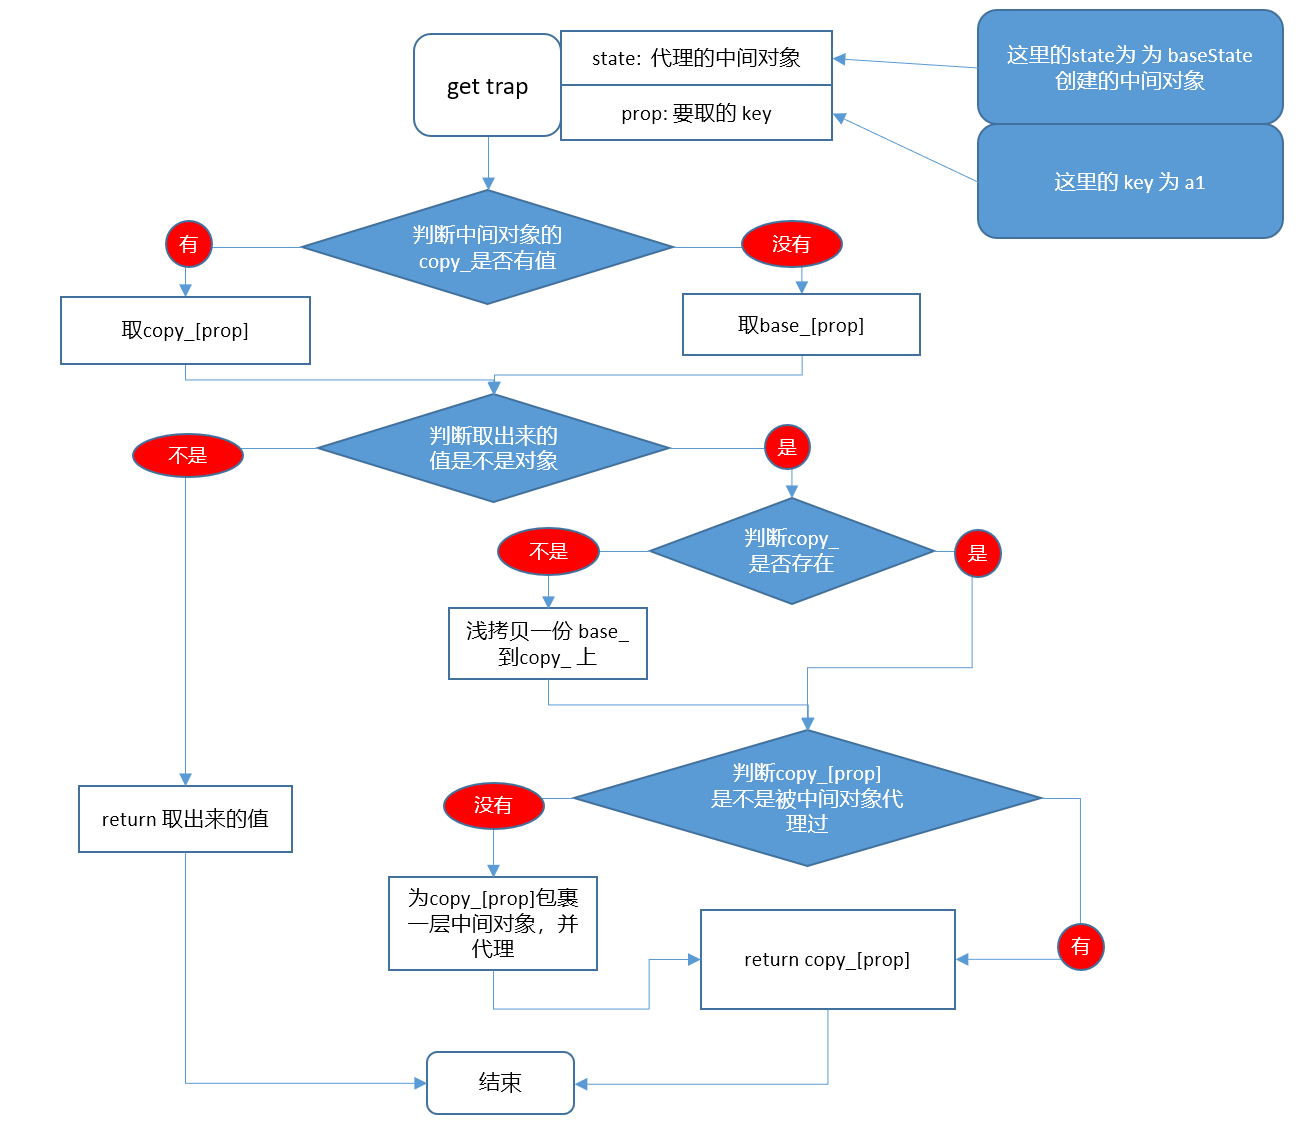 get trap
state: 代理的中间对象
prop: 要取的 key
这里的state为 为 baseState
创建的中间对象
这里的 key 为 a1
判断中间对象的
copy_是否有值
有
没有
取copy_[prop]
取base_[prop]
判断取出来的
值是不是对象
不是
是
判断copy_
是否存在
不是
是
浅拷贝一份 base_
到copy_ 上
判断copy_[prop]
是不是被中间对象代
理过
没有
有
return 取出来的值
为copy_[prop]包裹
一层中间对象，并
代理
return copy_[prop]
结束